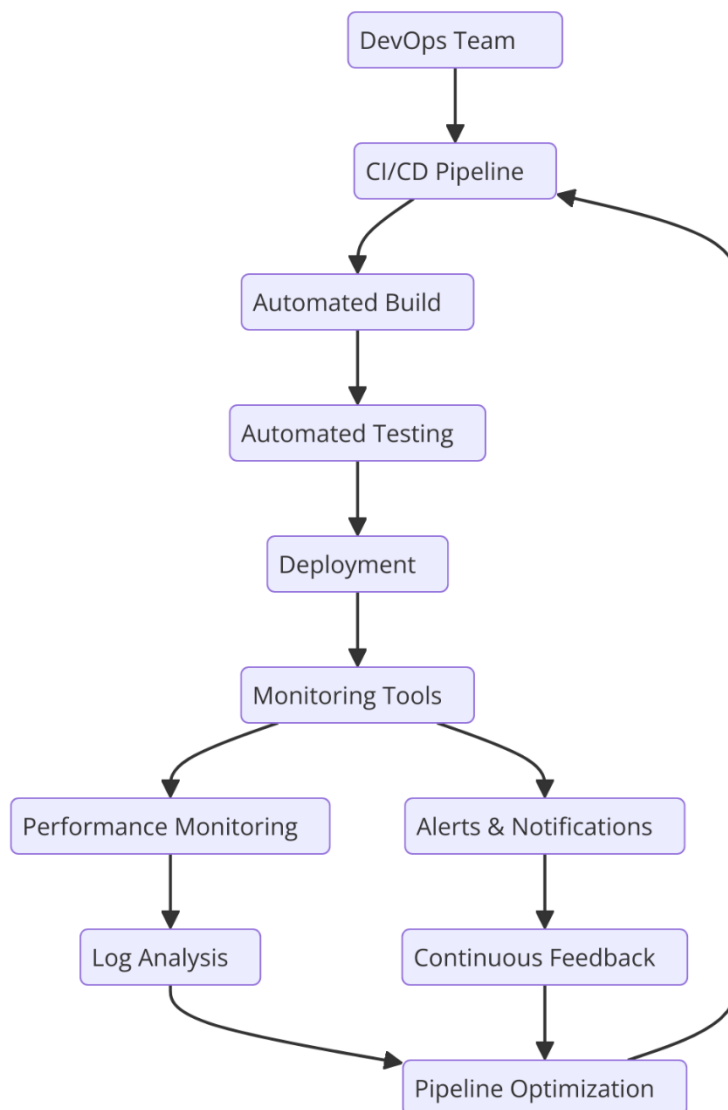 DevOps Team
CI/CD Pipeline
Automated Build
Automated Testing
Deployment
Monitoring Tools
Performance Monitoring
Alerts & Notifications
Log Analysis
Continuous Feedback
Pipeline Optimization